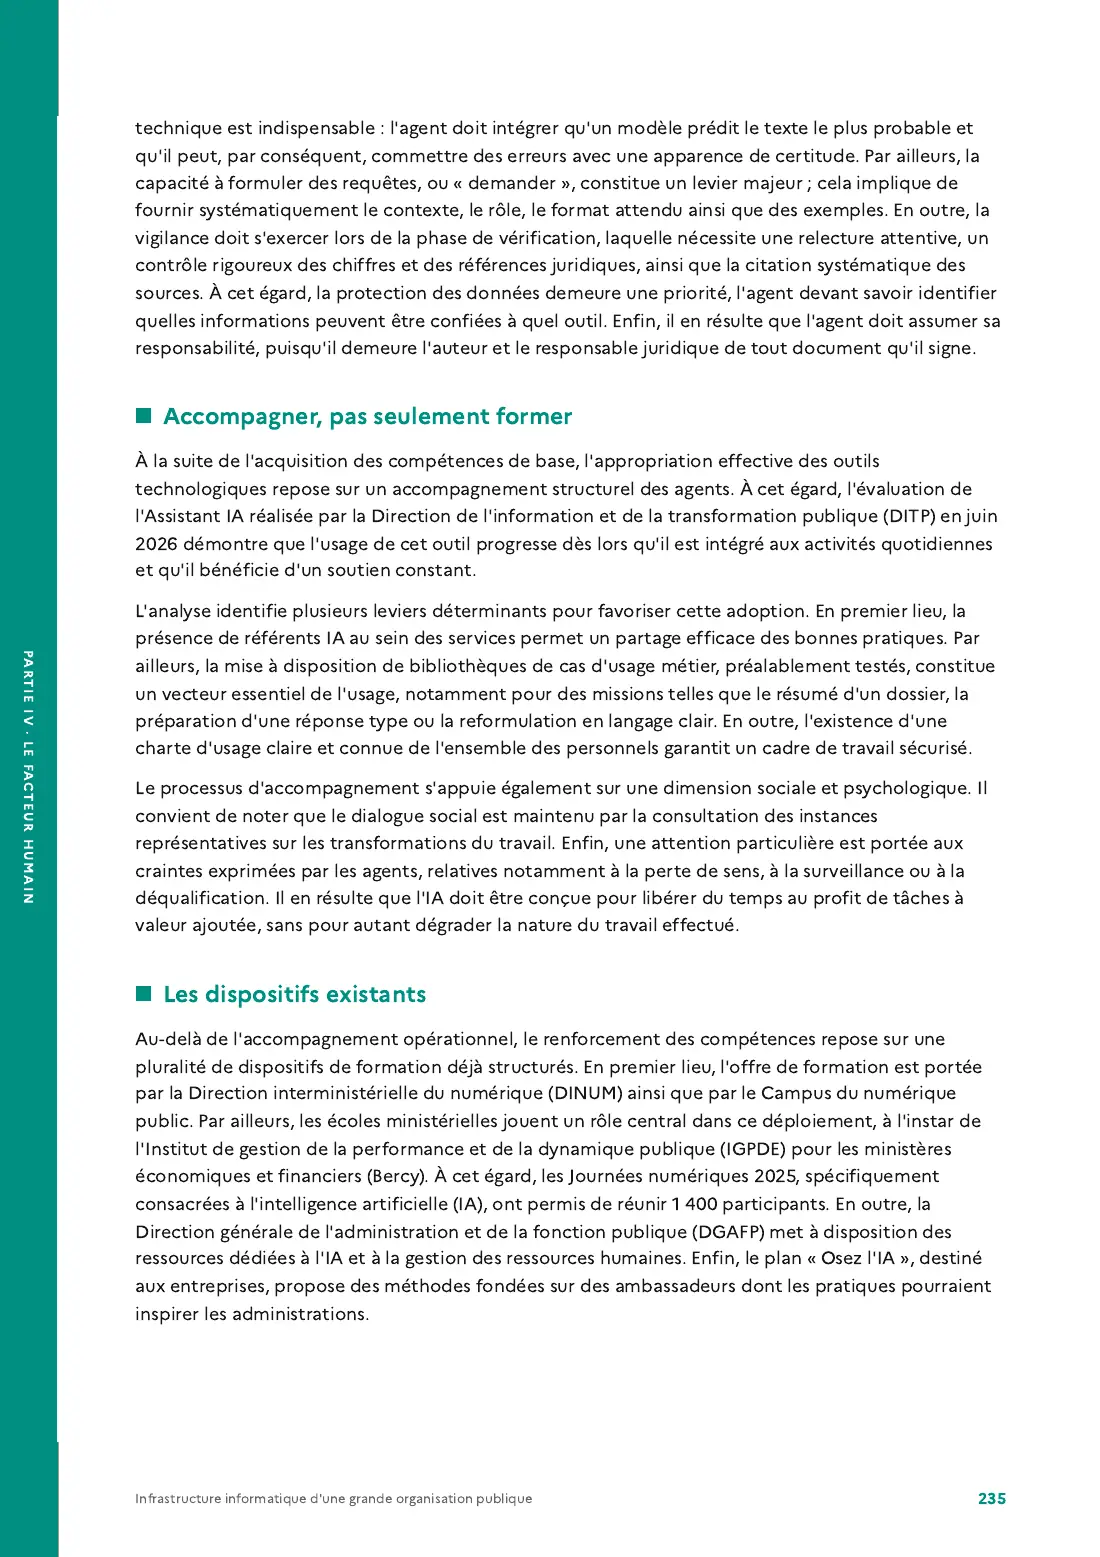 technique est indispensable : l'agent doit intégrer qu'un modèle prédit le texte le plus probable et
qu'il peut, par conséquent, commettre des erreurs avec une apparence de certitude. Par ailleurs, la
capacité à formuler des requêtes, ou « demander », constitue un levier majeur ; cela implique de
fournir systématiquement le contexte, le rôle, le format attendu ainsi que des exemples. En outre, la
vigilance doit s'exercer lors de la phase de vérification, laquelle nécessite une relecture attentive, un
contrôle rigoureux des chiffres et des références juridiques, ainsi que la citation systématique des
sources. À cet égard, la protection des données demeure une priorité, l'agent devant savoir identifier
quelles informations peuvent être confiées à quel outil. Enfin, il en résulte que l'agent doit assumer sa
responsabilité, puisqu'il demeure l'auteur et le responsable juridique de tout document qu'il signe.
■ Accompagner, pas seulement former
À la suite de l'acquisition des compétences de base, l'appropriation effective des outils
technologiques repose sur un accompagnement structurel des agents. À cet égard, l'évaluation de
l'Assistant IA réalisée par la Direction de l'information et de la transformation publique (DITP) en juin
2026 démontre que l'usage de cet outil progresse dès lors qu'il est intégré aux activités quotidiennes
et qu'il bénéficie d'un soutien constant.
L'analyse identifie plusieurs leviers déterminants pour favoriser cette adoption. En premier lieu, la
présence de référents IA au sein des services permet un partage efficace des bonnes pratiques. Par
ailleurs, la mise à disposition de bibliothèques de cas d'usage métier, préalablement testés, constitue
un vecteur essentiel de l'usage, notamment pour des missions telles que le résumé d'un dossier, la
préparation d'une réponse type ou la reformulation en langage clair. En outre, l'existence d'une
charte d'usage claire et connue de l'ensemble des personnels garantit un cadre de travail sécurisé.
Le processus d'accompagnement s'appuie également sur une dimension sociale et psychologique. Il
convient de noter que le dialogue social est maintenu par la consultation des instances
représentatives sur les transformations du travail. Enfin, une attention particulière est portée aux
craintes exprimées par les agents, relatives notamment à la perte de sens, à la surveillance ou à la
déqualification. Il en résulte que l'IA doit être conçue pour libérer du temps au profit de tâches à
valeur ajoutée, sans pour autant dégrader la nature du travail effectué.
■ Les dispositifs existants
Au-delà de l'accompagnement opérationnel, le renforcement des compétences repose sur une
pluralité de dispositifs de formation déjà structurés. En premier lieu, l'offre de formation est portée
par la Direction interministérielle du numérique (DINUM) ainsi que par le Campus du numérique
public. Par ailleurs, les écoles ministérielles jouent un rôle central dans ce déploiement, à l'instar de
l'Institut de gestion de la performance et de la dynamique publique (IGPDE) pour les ministères
économiques et financiers (Bercy). À cet égard, les Journées numériques 2025, spécifiquement
consacrées à l'intelligence artificielle (IA), ont permis de réunir 1 400 participants. En outre, la
Direction générale de l'administration et de la fonction publique (DGAFP) met à disposition des
ressources dédiées à l'IA et à la gestion des ressources humaines. Enfin, le plan « Osez l'IA », destiné
aux entreprises, propose des méthodes fondées sur des ambassadeurs dont les pratiques pourraient
inspirer les administrations.
PARTIE IV · LE FACTEUR HUMAIN
Infrastructure informatique d'une grande organisation publique
235